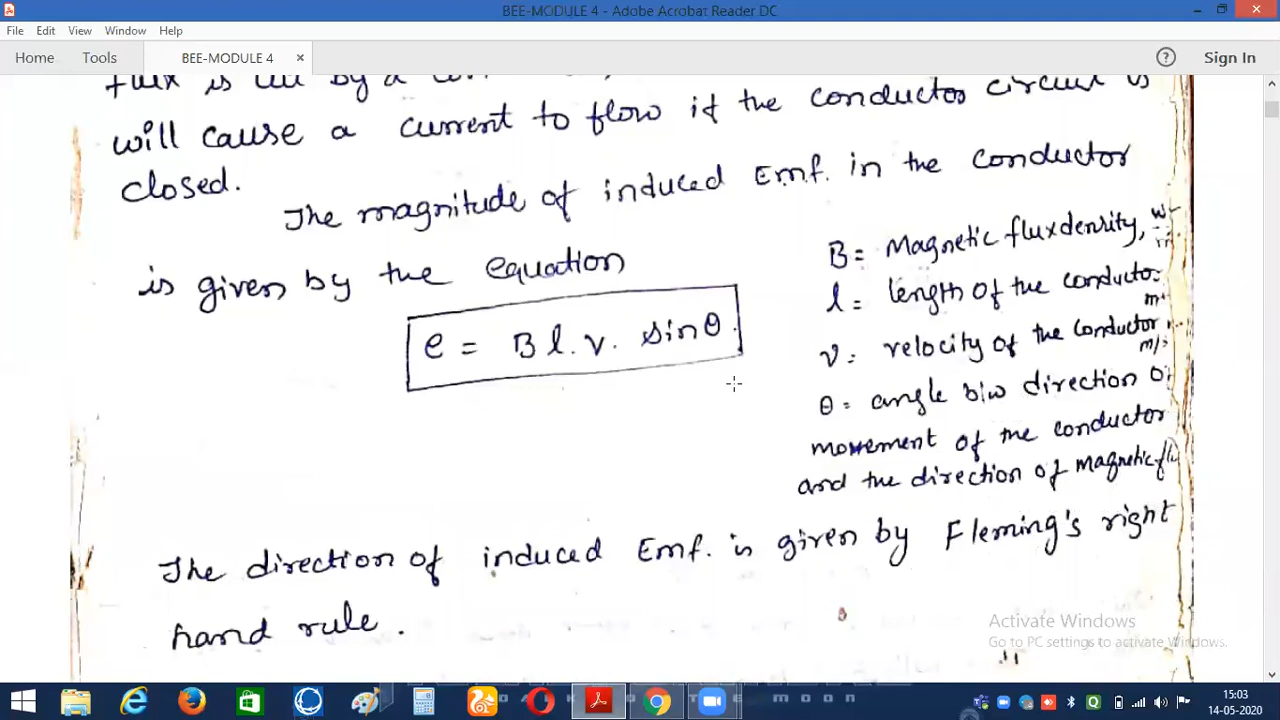 BEE-MODULE 4 - Adobe Acrobat Reader DC
File Edit View Window Help
Home Tools BEE-MODULE 4 × ? Sign In
flux is by a
will cause a current to flow if the conductor circuit is
closed.
The magnitude of induced Emf. in the conductor
is given by the equation
e = B l. v. sinθ.
B = Magnetic fluxdensity,
l = length of the conductor
m
v = velocity of the conductor
m/
θ = angle b/w direction of
movement of the conductor
and the direction of magnetic
The direction of induced Emf. is given by Fleming's right
hand rule.
Activate Windows
Go to PC settings to activate Windows.
moon
15:03
14-05-2020